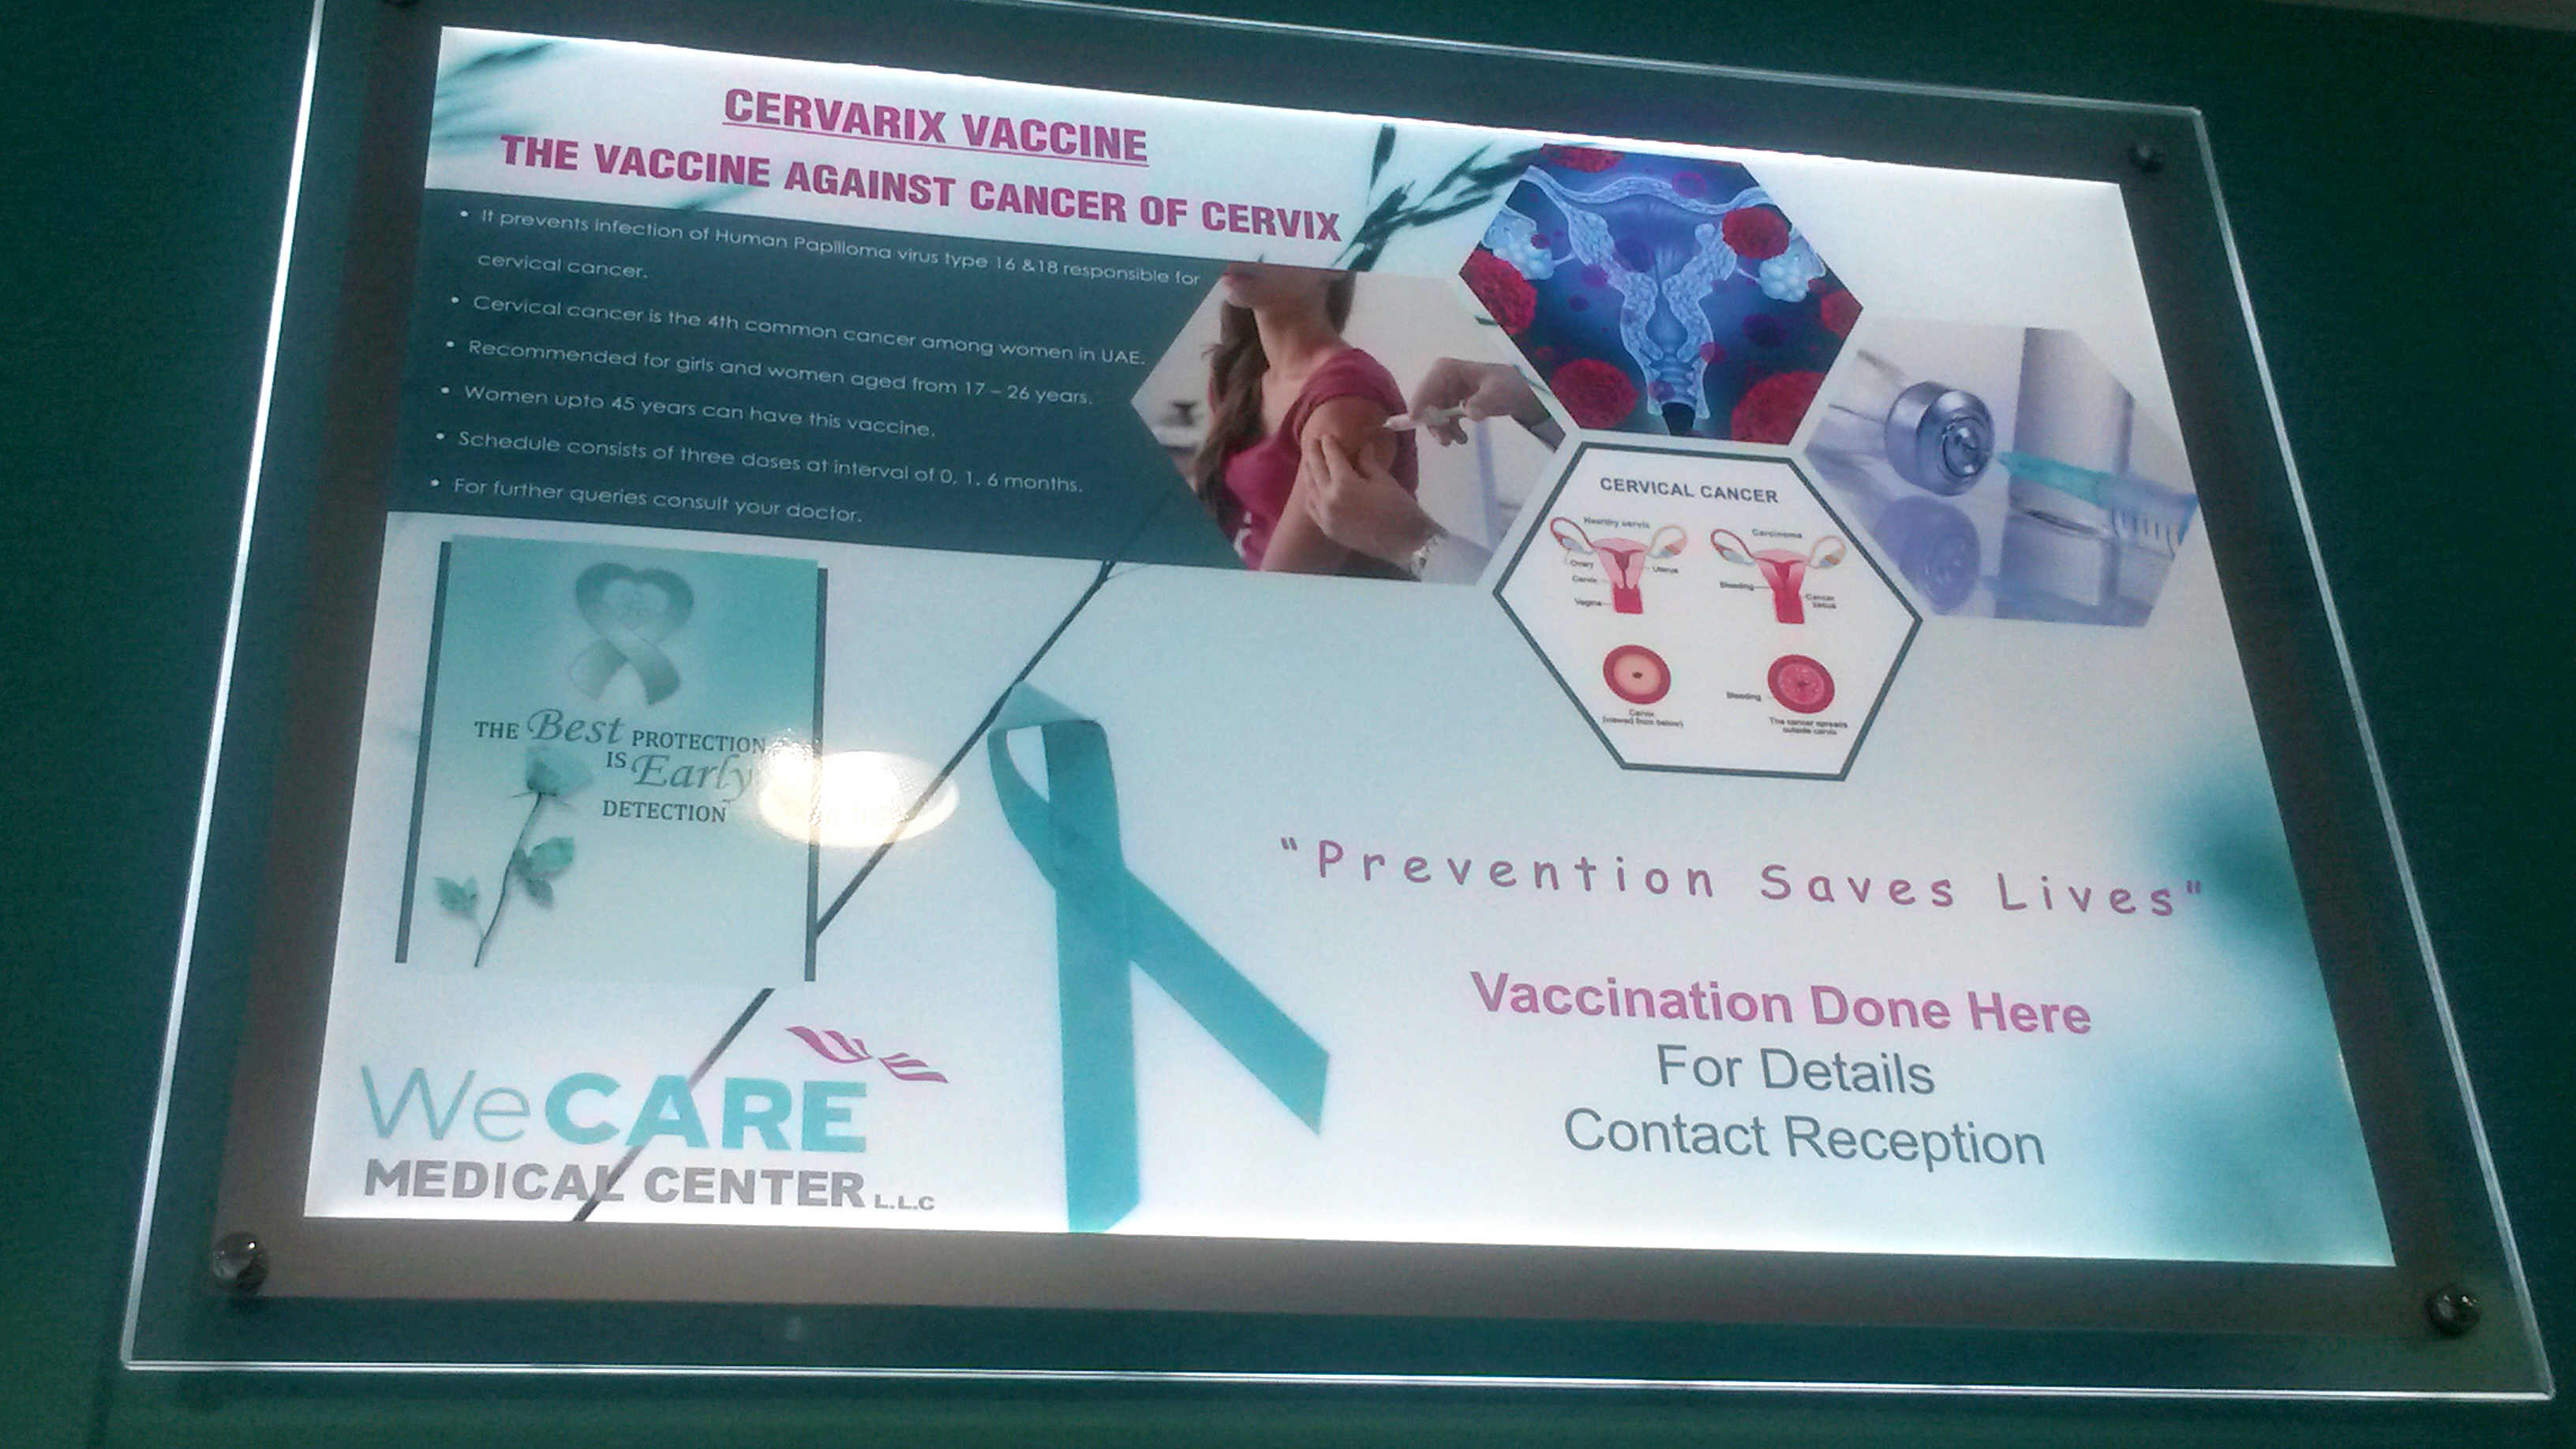 CERVARIX VACCINE
THE VACCINE AGAINST CANCER OF CERVIX
• It prevents infection of Human Papilloma virus type 16 &18 responsible for
cervical cancer.
• Cervical cancer is the 4th common cancer among women in UAE.
• Recommended for girls and women aged from 17 – 26 years.
• Women upto 45 years can have this vaccine.
• Schedule consists of three doses at interval of 0, 1, 6 months.
• For further queries consult your doctor.
CERVICAL CANCER
Healthy cervix
Carcinoma
Ovary
Uterus
Cervix
Vagina
Bleeding
Cancer
tissue
Cervix
(viewed from below)
Bleeding
The cancer spreads
outside cervix
THE Best PROTECTION
IS Early
DETECTION
"Prevention Saves Lives"
Vaccination Done Here
For Details
Contact Reception
WeCARE
MEDICAL CENTER L.L.C